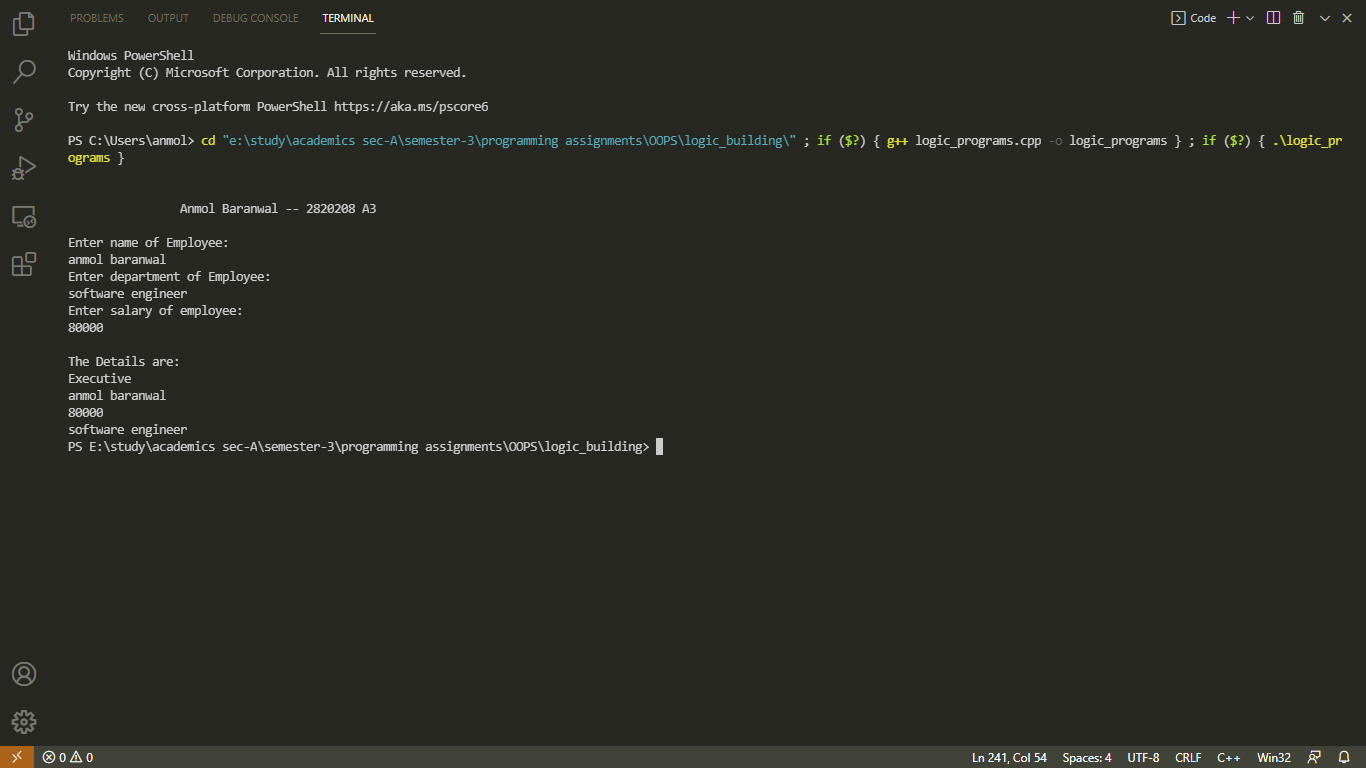 PROBLEMS OUTPUT DEBUG CONSOLE TERMINAL Code
Windows PowerShell
Copyright (C) Microsoft Corporation. All rights reserved.
Try the new cross-platform PowerShell https://aka.ms/pscore6
PS C:\Users\anmol> cd "e:\study\academics sec-A\semester-3\programming assignments\OOPS\logic_building\" ; if ($?) { g++ logic_programs.cpp -o logic_programs } ; if ($?) { .\logic_pr
ograms }
Anmol Baranwal -- 2820208 A3
Enter name of Employee:
anmol baranwal
Enter department of Employee:
software engineer
Enter salary of employee:
80000
The Details are:
Executive
anmol baranwal
80000
software engineer
PS E:\study\academics sec-A\semester-3\programming assignments\OOPS\logic_building>
0 0 Ln 241, Col 54 Spaces: 4 UTF-8 CRLF C++ Win32